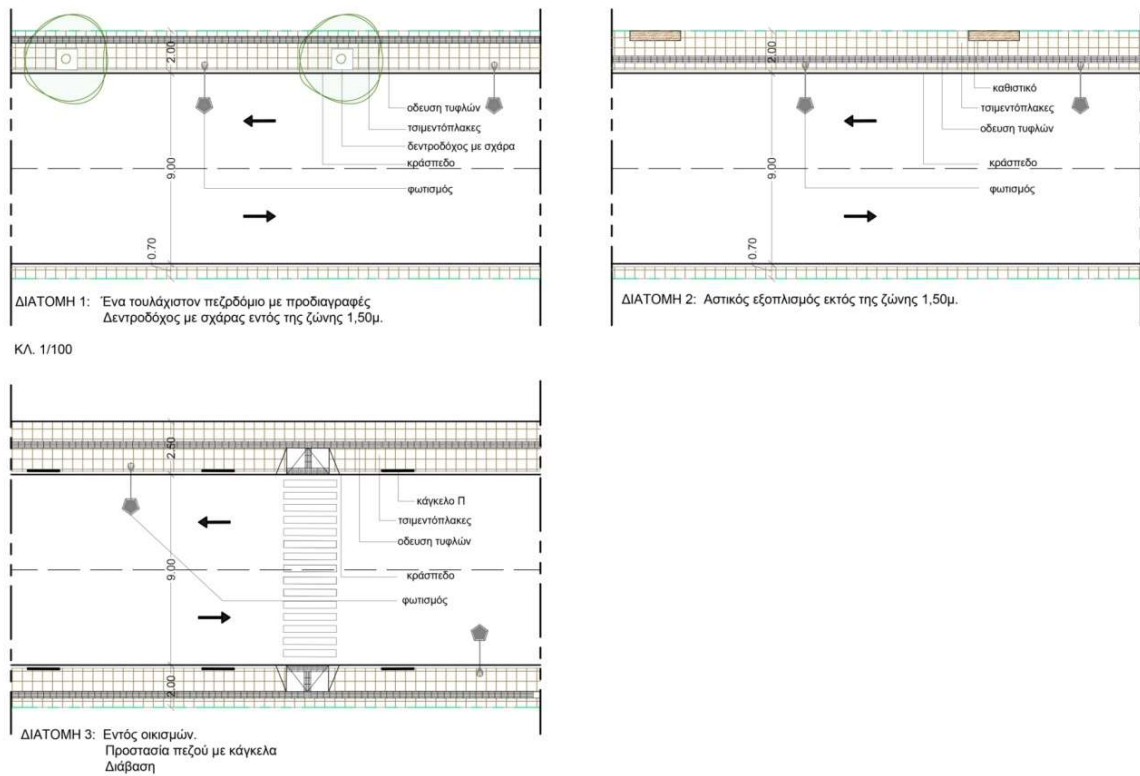 2.00
οδευση τυφλών
τσιμεντόπλακες
δεντροδόχος με σχάρα
κράσπεδο
9.00
φωτισμός
0.70
ΔΙΑΤΟΜΗ 1: Ένα τουλάχιστον πεζρδόμιο με προδιαγραφές
Δεντροδόχος με σχάρας εντός της ζώνης 1,50μ.
ΚΛ. 1/100
2.00
καθιστικό
τσιμεντόπλακες
οδευση τυφλών
κράσπεδο
9.00
φωτισμός
0.70
ΔΙΑΤΟΜΗ 2: Αστικός εξοπλισμός εκτός της ζώνης 1,50μ.
2.50
κάγκελο Π
τσιμεντόπλακες
οδευση τυφλών
9.00
κράσπεδο
φωτισμός
2.00
ΔΙΑΤΟΜΗ 3: Εντός οικισμών.
Προστασία πεζού με κάγκελα
Διάβαση